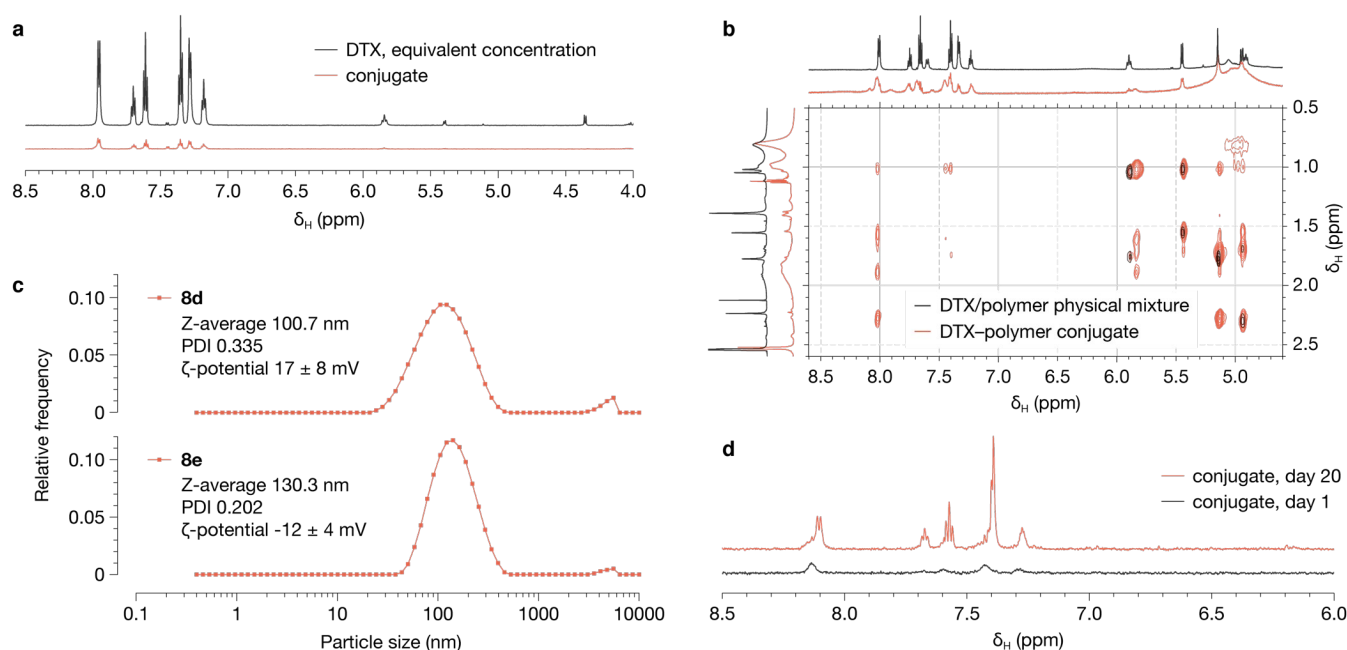 a
DTX, equivalent concentration
conjugate
8.5 8.0 7.5 7.0 6.5 6.0 5.5 5.0 4.5 4.0
δH (ppm)
b
0.5
1.0
1.5
2.0
2.5
δH (ppm)
DTX/polymer physical mixture
DTX–polymer conjugate
8.5 8.0 7.5 7.0 6.5 6.0 5.5 5.0
δH (ppm)
c
Relative frequency
0.10
0.05
0
8d
Z-average 100.7 nm
PDI 0.335
ζ-potential 17 ± 8 mV
0.10
0.05
0
8e
Z-average 130.3 nm
PDI 0.202
ζ-potential -12 ± 4 mV
0.1 1 10 100 1000 10000
Particle size (nm)
d
conjugate, day 20
conjugate, day 1
8.5 8.0 7.5 7.0 6.5 6.0
δH (ppm)